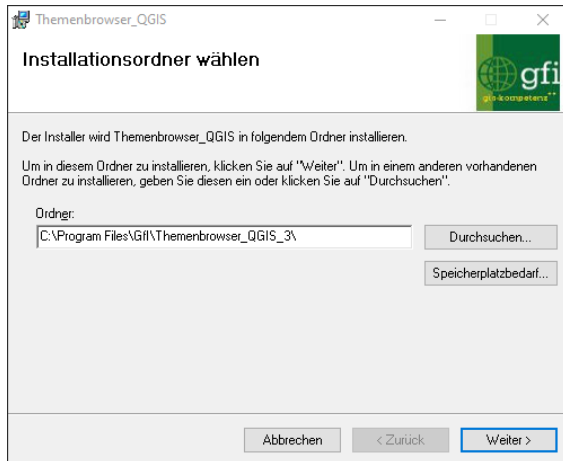 Themenbrowser_QGIS
Installationsordner wählen
gfi
gis-kompetenz++
Der Installer wird Themenbrowser_QGIS in folgendem Ordner installieren.
Um in diesem Ordner zu installieren, klicken Sie auf "Weiter". Um in einem anderen vorhandenen
Ordner zu installieren, geben Sie diesen ein oder klicken Sie auf "Durchsuchen".
Ordner:
C:\Program Files\GfI\Themenbrowser_QGIS_3\
Durchsuchen...
Speicherplatzbedarf...
Abbrechen
< Zurück
Weiter >